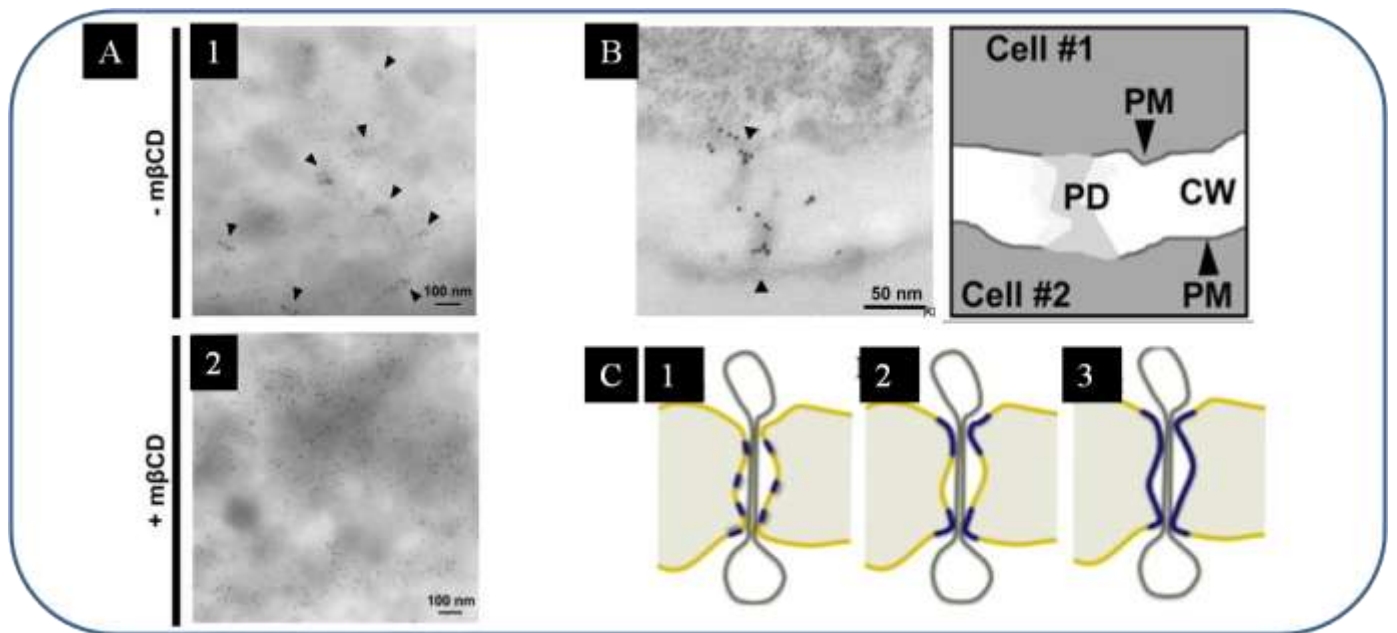 A
1
- mβCD
100 nm
2
+ mβCD
100 nm
B
50 nm
Cell #1
PM
PD
CW
Cell #2
PM
C
1
2
3